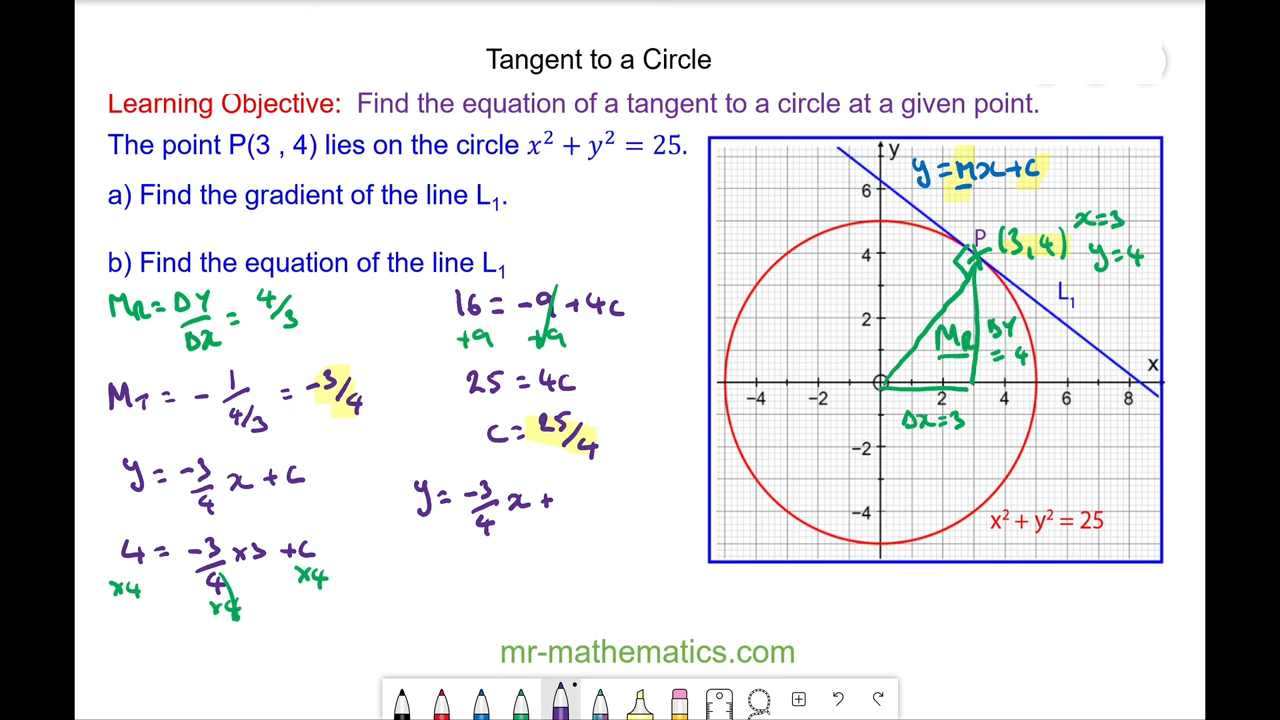 Tangent to a Circle
Learning Objective: Find the equation of a tangent to a circle at a given point.
The point P(3 , 4) lies on the circle x² + y² = 25.
a) Find the gradient of the line L₁.
b) Find the equation of the line L₁
M_R = ΔY/Δx = 4/3
M_T = - 1/(4/3) = -3/4
y = -3/4 x + c
4 = -3/4 ×3 + c
×4 ×4 ×4
16 = -9 + 4c
+9 +9
25 = 4c
c = 25/4
y = -3/4 x +
y
y = Mx + c
6
P (3,4) x=3
y=4
4
L₁
2
M_R ΔY = 4
x
-4 -2 O 2 4 6 8
Δx=3
-2
-4
x² + y² = 25
mr-mathematics.com